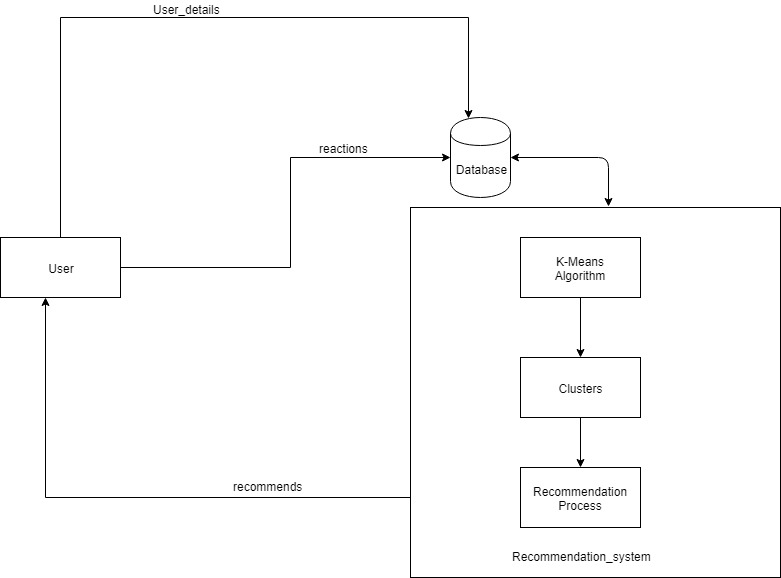 User_details
reactions
Database
User
K-Means
Algorithm
Clusters
recommends
Recommendation
Process
Recommendation_system